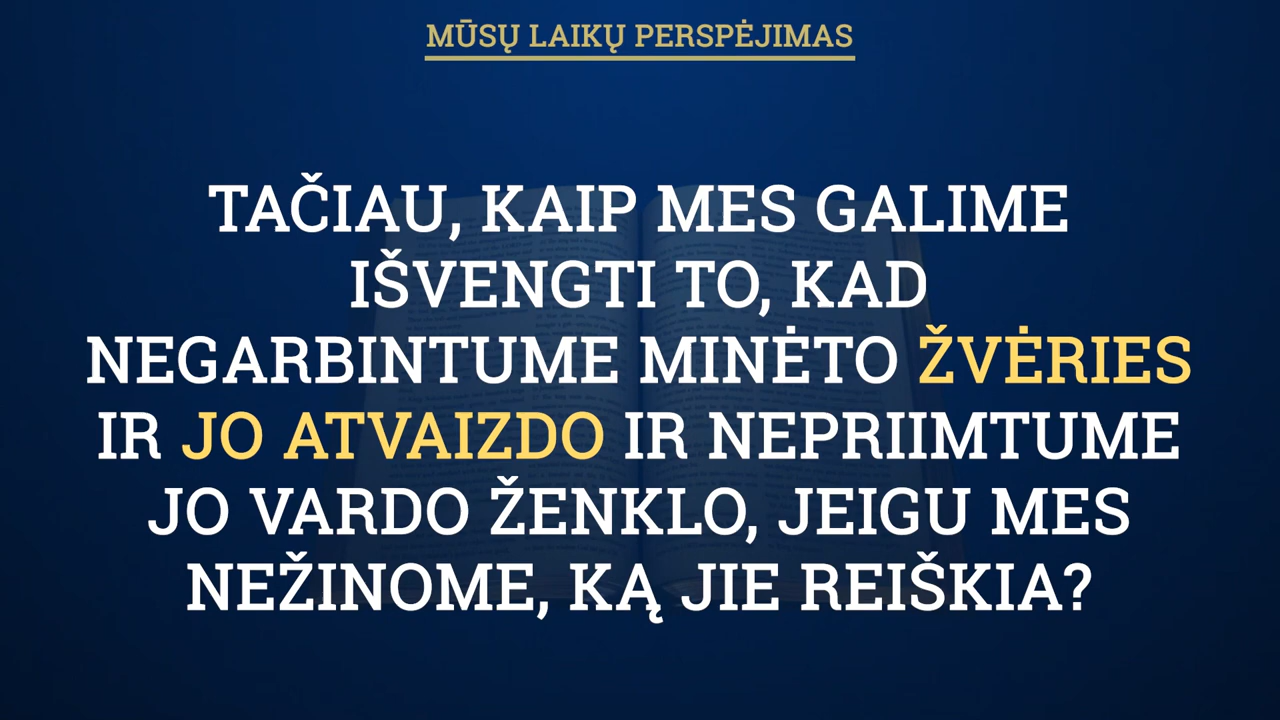 MŪSŲ LAIKŲ PERSPĖJIMAS
TAČIAU, KAIP MES GALIME
IŠVENGTI TO, KAD
NEGARBINTUME MINĖTO ŽVĖRIES
IR JO ATVAIZDO IR NEPRIIMTUME
JO VARDO ŽENKLO, JEIGU MES
NEŽINOME, KĄ JIE REIŠKIA?